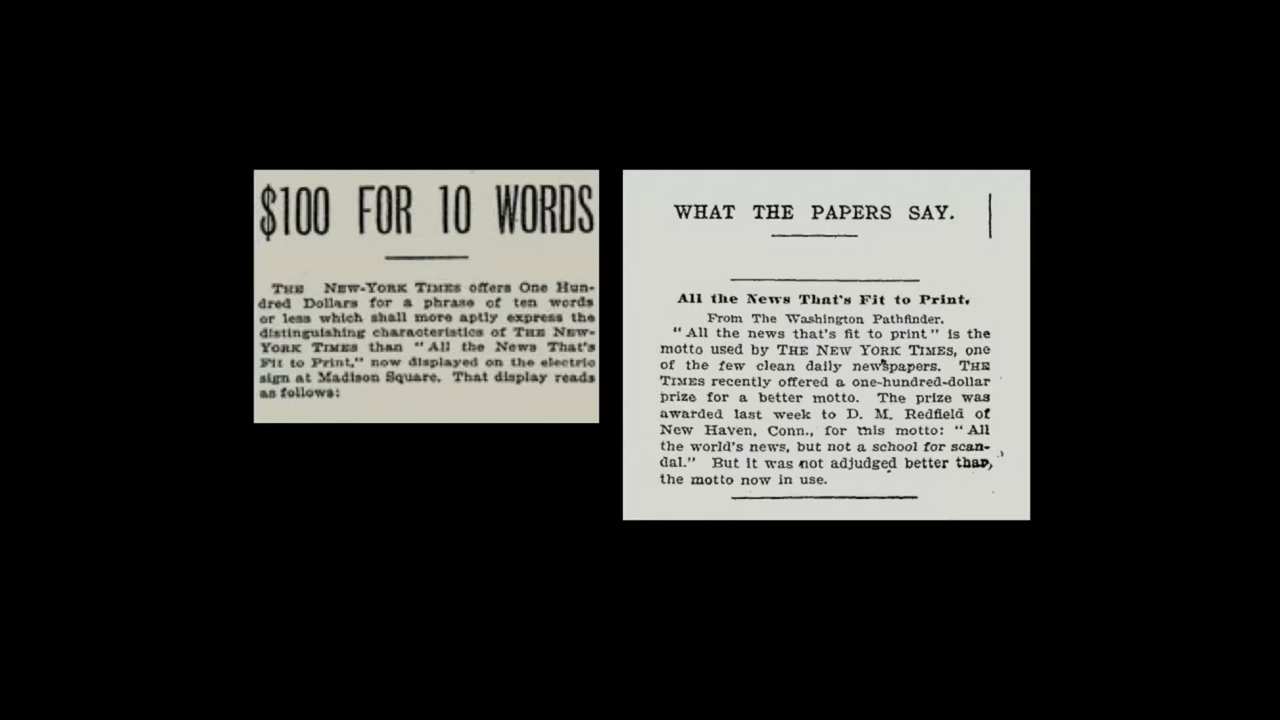 $100 FOR 10 WORDS
THE NEW-YORK TIMES offers One Hun-
dred Dollars for a phrase of ten words
or less which shall more aptly express the
distinguishing characteristics of THE NEW-
YORK TIMES than "All the News That's
Fit to Print," now displayed on the electric
sign at Madison Square. That display reads
as follows:
WHAT THE PAPERS SAY.
All the News That's Fit to Print.
From The Washington Pathfinder.
"All the news that's fit to print" is the
motto used by THE NEW YORK TIMES, one
of the few clean daily newspapers. THE
TIMES recently offered a one-hundred-dollar
prize for a better motto. The prize was
awarded last week to D. M. Redfield of
New Haven, Conn., for this motto: "All
the world's news, but not a school for scan-
dal." But it was not adjudged better than
the motto now in use.